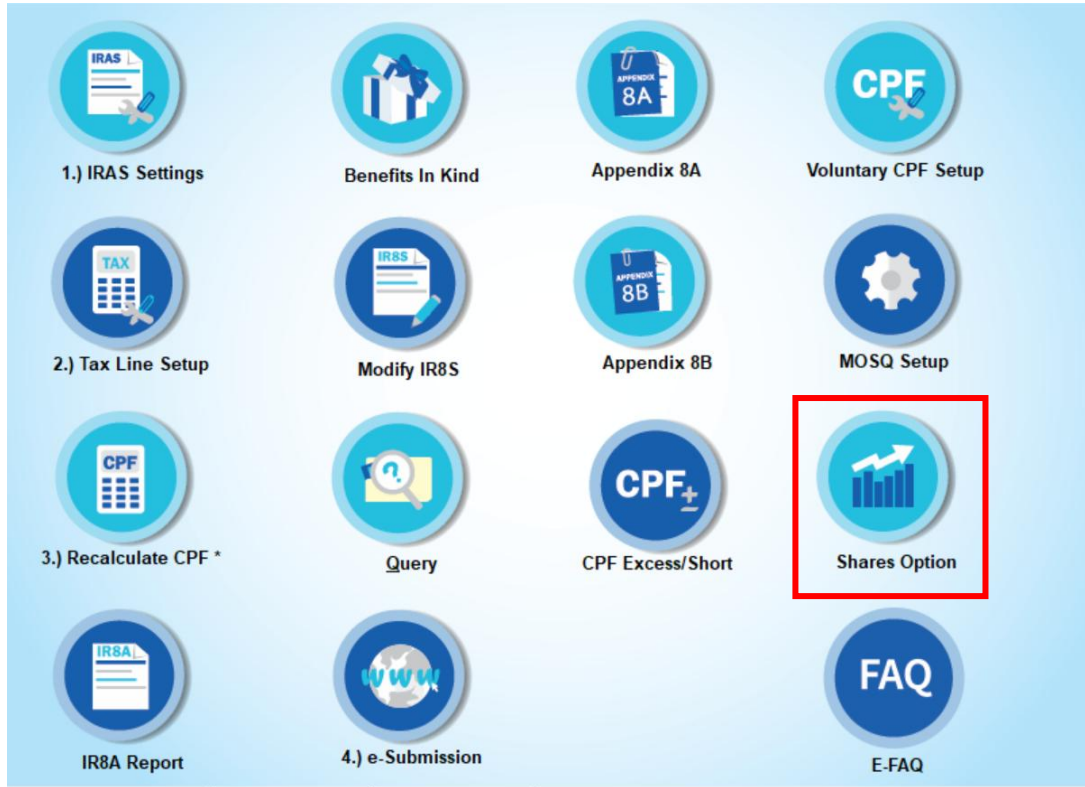 IRAS
1.) IRAS Settings
Benefits In Kind
APPENDIX
8A
Appendix 8A
CPF
Voluntary CPF Setup
TAX
2.) Tax Line Setup
IR8S
Modify IR8S
APPENDIX
8B
Appendix 8B
MOSQ Setup
CPF
3.) Recalculate CPF *
?
Query
CPF±
CPF Excess/Short
Shares Option
IR8A
IR8A Report
www
4.) e-Submission
FAQ
E-FAQ